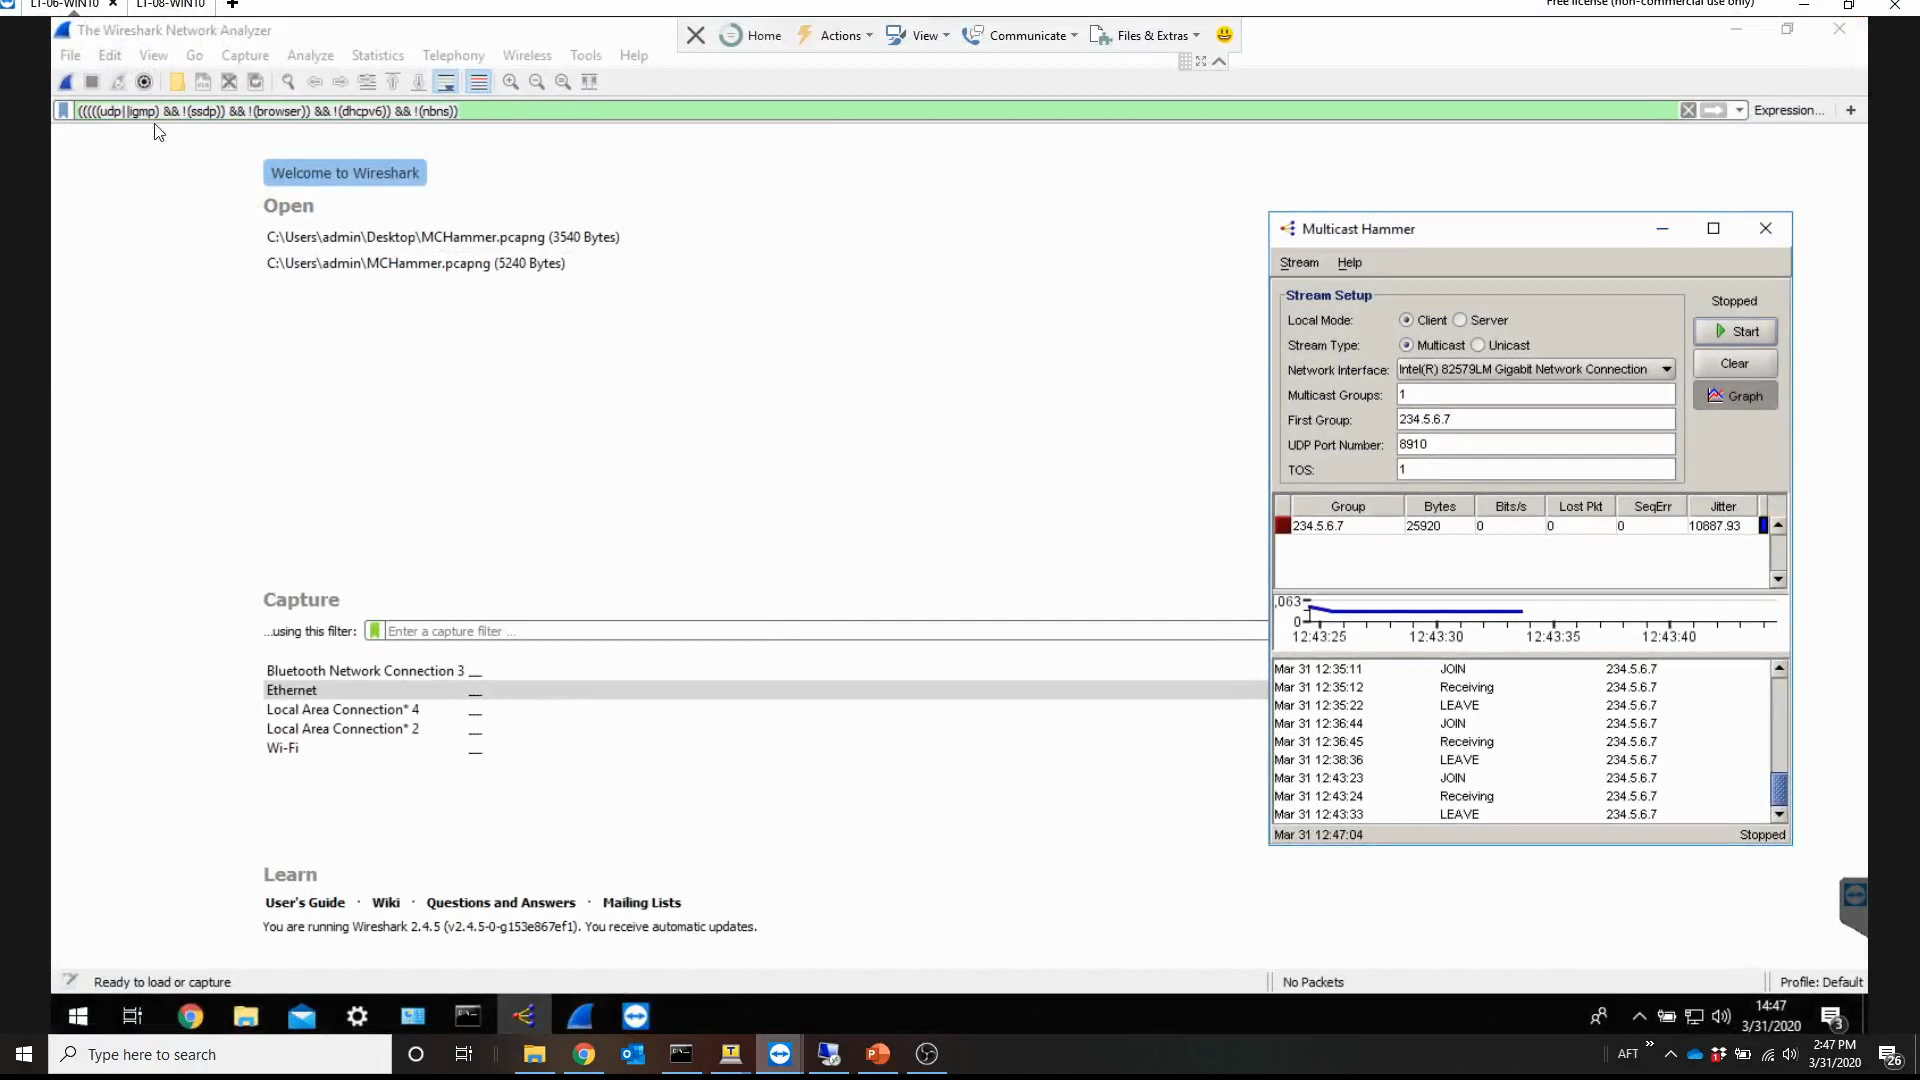 LT-06-WIN10 LT-08-WIN10 Free license (non-commercial use only)
The Wireshark Network Analyzer
Home Actions View Communicate Files & Extras
File Edit View Go Capture Analyze Statistics Telephony Wireless Tools Help
(((((udp||igmp) && !(ssdp)) && !(browser)) && !(dhcpv6)) && !(nbns)) Expression... +
Welcome to Wireshark
Open
C:\Users\admin\Desktop\MCHammer.pcapng (3540 Bytes)
C:\Users\admin\MCHammer.pcapng (5240 Bytes)
Capture
...using this filter: Enter a capture filter ...
Bluetooth Network Connection 3
Ethernet
Local Area Connection* 4
Local Area Connection* 2
Wi-Fi
Learn
User's Guide · Wiki · Questions and Answers · Mailing Lists
You are running Wireshark 2.4.5 (v2.4.5-0-g153e867ef1). You receive automatic updates.
Multicast Hammer
Stream Help
Stream Setup
Stopped
Local Mode: Client Server
Start
Stream Type: Multicast Unicast
Clear
Network Interface: Intel(R) 82579LM Gigabit Network Connection
Multicast Groups: 1
Graph
First Group: 234.5.6.7
UDP Port Number: 8910
TOS: 1
Group Bytes Bits/s Lost Pkt SeqErr Jitter
234.5.6.7 25920 0 0 0 10887.93
,063
0
12:43:25 12:43:30 12:43:35 12:43:40
Mar 31 12:35:11 JOIN 234.5.6.7
Mar 31 12:35:12 Receiving 234.5.6.7
Mar 31 12:35:22 LEAVE 234.5.6.7
Mar 31 12:36:44 JOIN 234.5.6.7
Mar 31 12:36:45 Receiving 234.5.6.7
Mar 31 12:38:36 LEAVE 234.5.6.7
Mar 31 12:43:23 JOIN 234.5.6.7
Mar 31 12:43:24 Receiving 234.5.6.7
Mar 31 12:43:33 LEAVE 234.5.6.7
Mar 31 12:47:04 Stopped
Ready to load or capture No Packets Profile: Default
14:47
3/31/2020
3
Type here to search
AFT
2:47 PM
3/31/2020
26